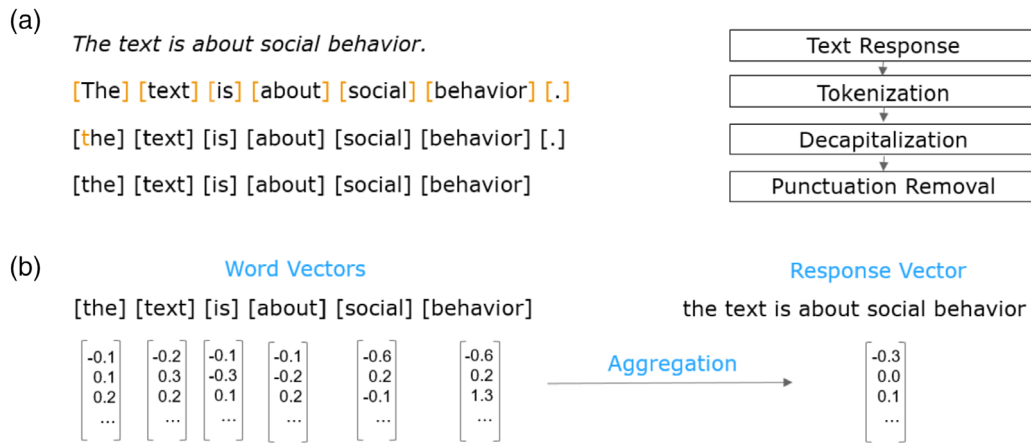 (a)
The text is about social behavior.
[The] [text] [is] [about] [social] [behavior] [.]
[the] [text] [is] [about] [social] [behavior] [.]
[the] [text] [is] [about] [social] [behavior]
Text Response
Tokenization
Decapitalization
Punctuation Removal
(b)
Word Vectors
[the] [text] [is] [about] [social] [behavior]
-0.1 -0.2 -0.1 -0.1 -0.6 -0.6
0.1 0.3 -0.3 -0.2 0.2 0.2
0.2 0.2 0.1 0.2 -0.1 1.3
... ... ... ... ... ...
Aggregation
Response Vector
the text is about social behavior
-0.3
0.0
0.1
...